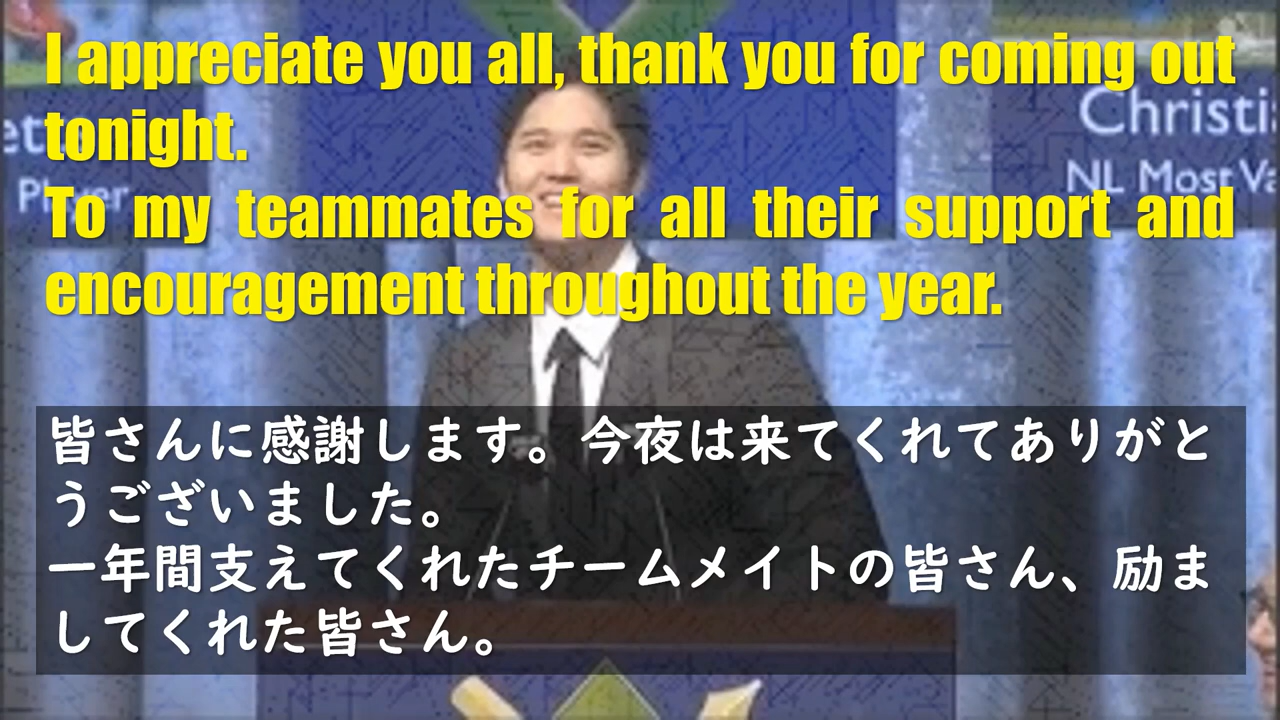 I appreciate you all, thank you for coming out
tonight.
To my teammates for all their support and
encouragement throughout the year.
Christi
NL Most Va
Player
皆さんに感謝します。今夜は来てくれてありがと
うございました。
一年間支えてくれたチームメイトの皆さん、励ま
してくれた皆さん。